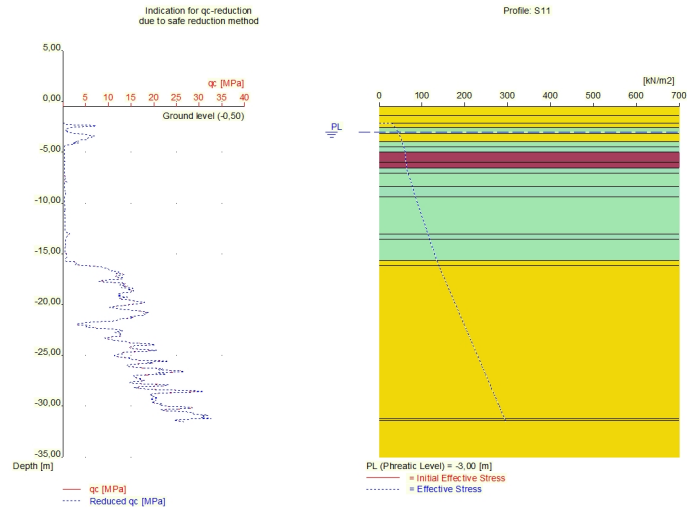 Indication for qc-reduction
due to safe reduction method
5,00
qc [MPa]
0,00 5 10 15 20 25 30 35 40
Ground level (-0,50)
-5,00
-10,00
-15,00
-20,00
-25,00
-30,00
-35,00
Depth [m]
qc [MPa]
Reduced qc [MPa]
Profile: S11
[kN/m2]
0 100 200 300 400 500 600 700
PL
PL (Phreatic Level) = -3,00 [m]
= Initial Effective Stress
= Effective Stress